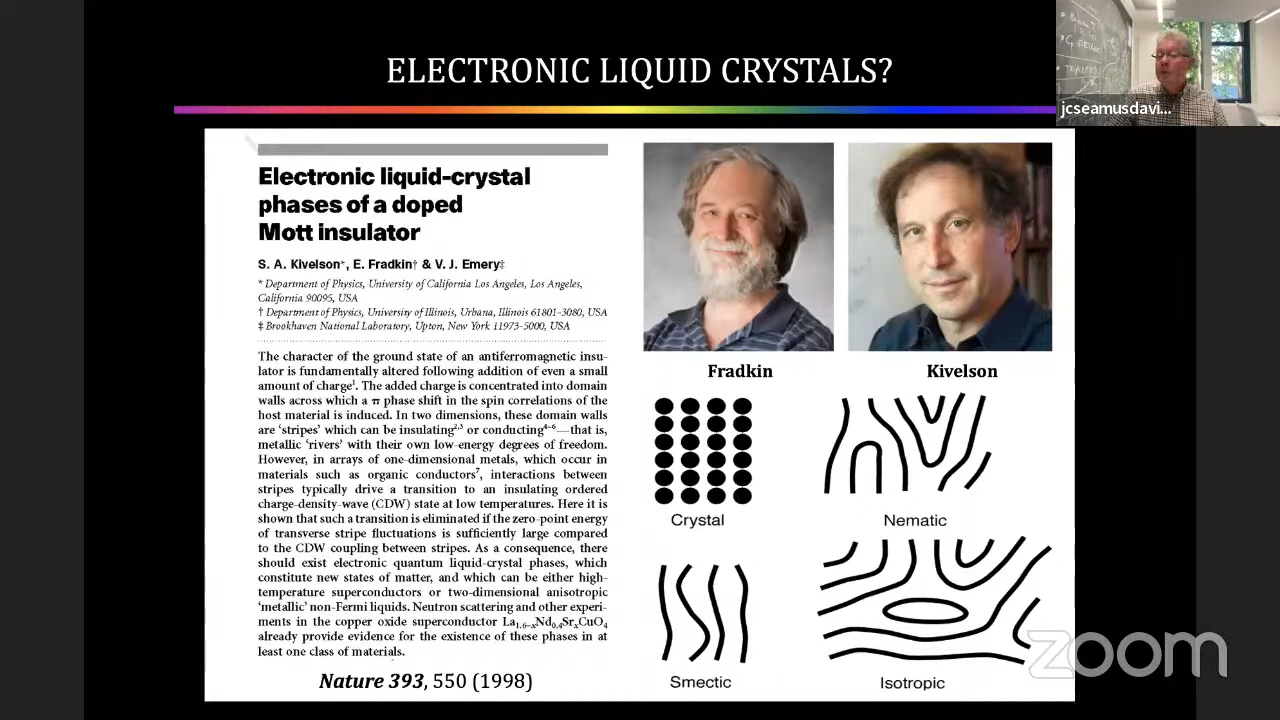 ELECTRONIC LIQUID CRYSTALS?
jcseamusdavi...
Electronic liquid-crystal
phases of a doped
Mott insulator
S. A. Kivelson*, E. Fradkin† & V. J. Emery‡
* Department of Physics, University of California Los Angeles, Los Angeles,
California 90095, USA
† Department of Physics, University of Illinois, Urbana, Illinois 61801-3080, USA
‡ Brookhaven National Laboratory, Upton, New York 11973-5000, USA
The character of the ground state of an antiferromagnetic insu-
lator is fundamentally altered following addition of even a small
amount of charge¹. The added charge is concentrated into domain
walls across which a π phase shift in the spin correlations of the
host material is induced. In two dimensions, these domain walls
are ‘stripes’ which can be insulating²,³ or conducting⁴⁻⁶—that is,
metallic ‘rivers’ with their own low-energy degrees of freedom.
However, in arrays of one-dimensional metals, which occur in
materials such as organic conductors⁷, interactions between
stripes typically drive a transition to an insulating ordered
charge-density-wave (CDW) state at low temperatures. Here it is
shown that such a transition is eliminated if the zero-point energy
of transverse stripe fluctuations is sufficiently large compared
to the CDW coupling between stripes. As a consequence, there
should exist electronic quantum liquid-crystal phases, which
constitute new states of matter, and which can be either high-
temperature superconductors or two-dimensional anisotropic
‘metallic’ non-Fermi liquids. Neutron scattering and other experi-
ments in the copper oxide superconductor La₁.₆₋ₓNd₀.₄SrₓCuO₄
already provide evidence for the existence of these phases in at
least one class of materials.
Nature 393, 550 (1998)
Fradkin
Kivelson
Crystal
Nematic
Smectic
Isotropic
zoom